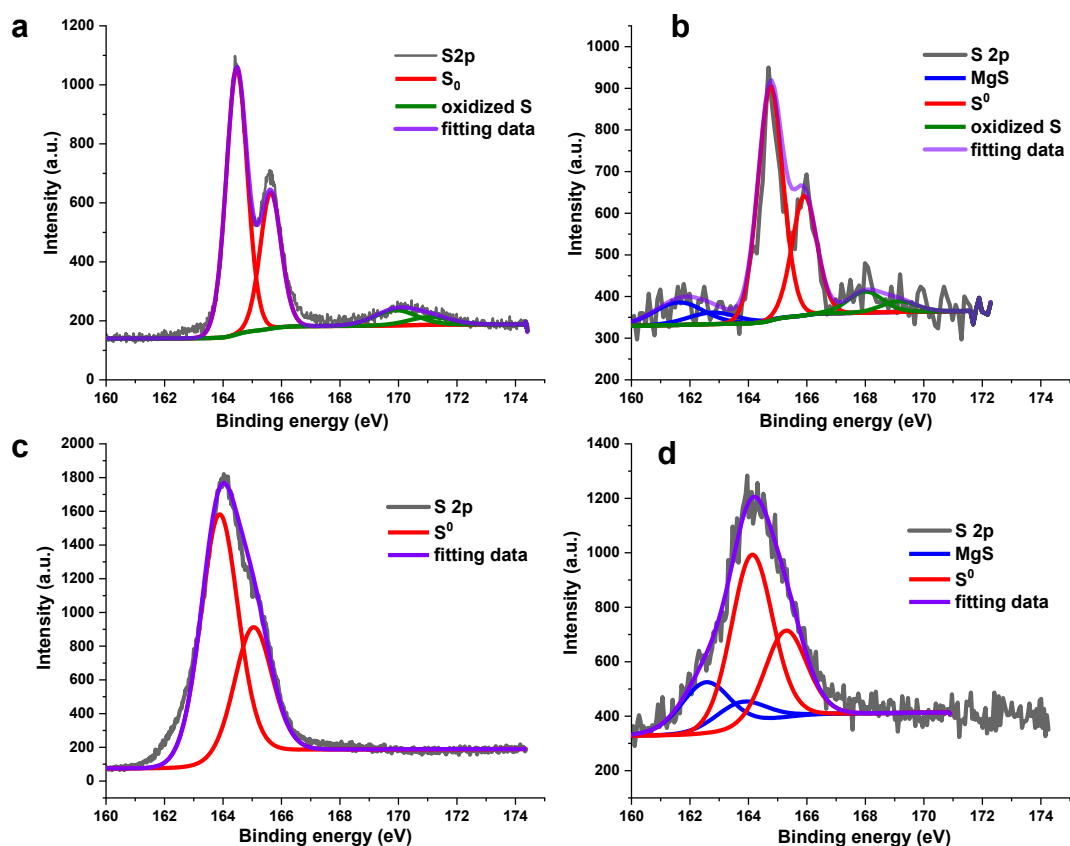 a
1200
1000
800
600
400
200
0
Intensity (a.u.)
S2p
S₀
oxidized S
fitting data
160 162 164 166 168 170 172 174
Binding energy (eV)
b
1000
900
800
700
600
500
400
300
200
Intensity (a.u.)
S 2p
MgS
S⁰
oxidized S
fitting data
160 162 164 166 168 170 172 174
Binding energy (eV)
c
2000
1800
1600
1400
1200
1000
800
600
400
200
0
Intensity (a.u.)
S 2p
S⁰
fitting data
160 162 164 166 168 170 172 174
Binding energy (eV)
d
1400
1200
1000
800
600
400
200
Intensity (a.u.)
S 2p
MgS
S⁰
fitting data
160 162 164 166 168 170 172 174
Binding energy (eV)